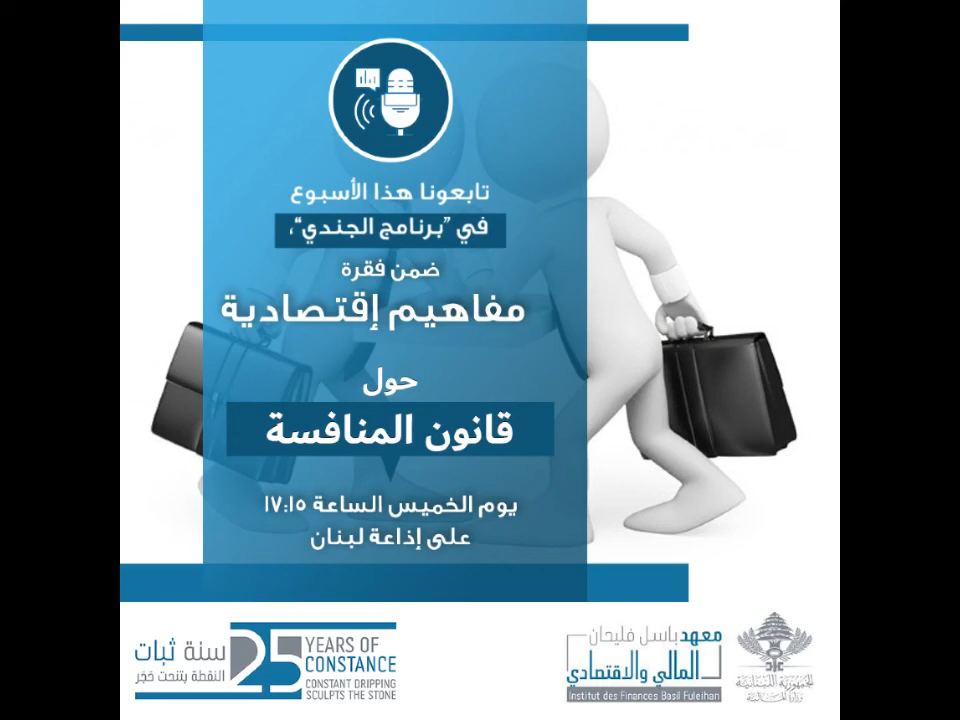 تابعونا هذا الأسبوع
في "برنامج الجندي"،
ضمن فقرة
مفاهيم إقتصادية
حول
قانون المنافسة
يوم الخميس الساعة ١٧:١٥
على إذاعة لبنان
سنة ثبات
النقطة بتنحت حَجَر
25
YEARS OF
CONSTANCE
CONSTANT DRIPPING
SCULPTS THE STONE
معهد باسل فليحان
المالي والاقتصادي
Institut des Finances Basil Fuleihan
الجمهورية اللبنانية
وزارة المالية